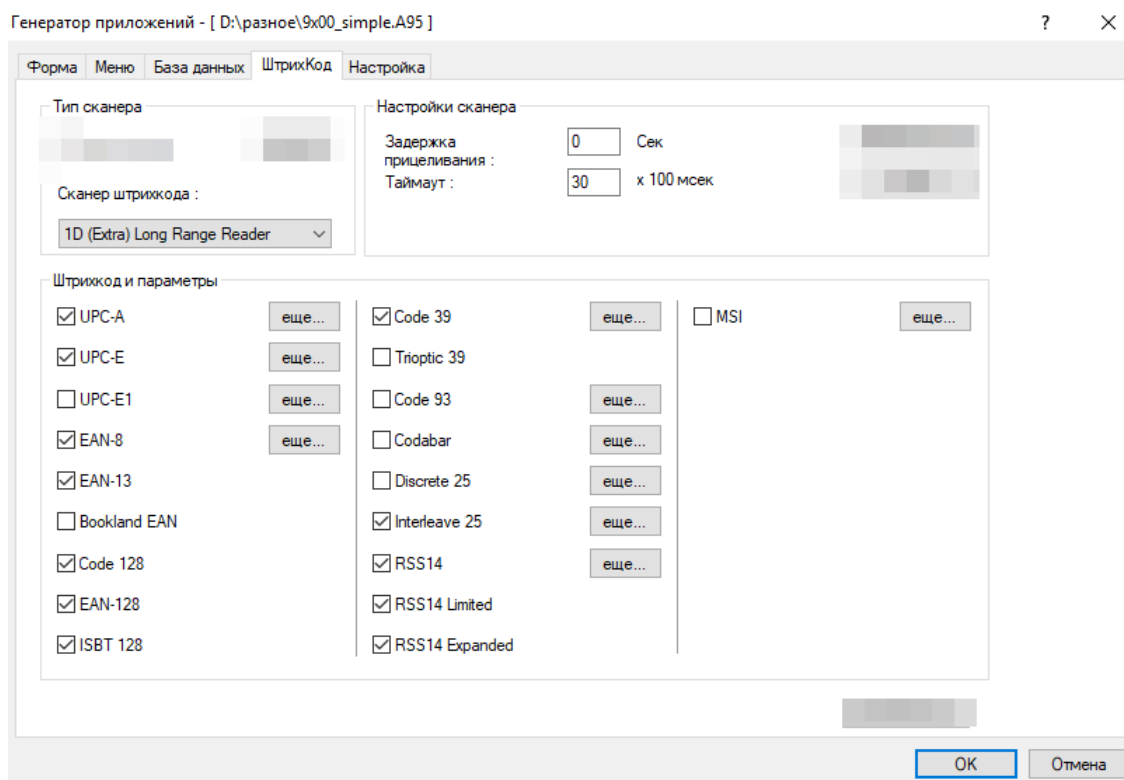 Генератор приложений - [ D:\разное\9x00_simple.A95 ]
?
Форма Меню База данных ШтрихКод Настройка
Тип сканера
Сканер штрихкода :
1D (Extra) Long Range Reader
Настройки сканера
Задержка прицеливания : 0 Сек
Таймаут : 30 x 100 мсек
Штрихкод и параметры
UPC-A еще...
UPC-E еще...
UPC-E1 еще...
EAN-8 еще...
EAN-13
Bookland EAN
Code 128
EAN-128
ISBT 128
Code 39 еще...
Trioptic 39
Code 93 еще...
Codabar еще...
Discrete 25 еще...
Interleave 25 еще...
RSS14 еще...
RSS14 Limited
RSS14 Expanded
MSI еще...
OK Отмена